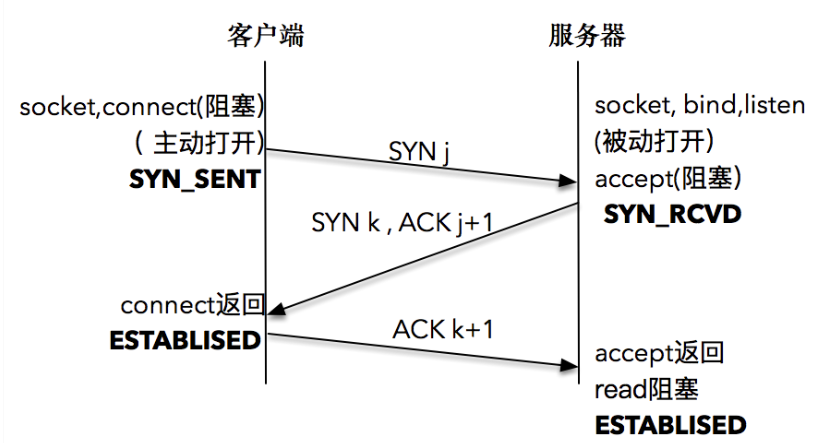 客户端
服务器
socket,connect(阻塞)
( 主动打开)
SYN_SENT
socket, bind,listen
(被动打开)
accept(阻塞)
SYN_RCVD
SYN j
SYN k , ACK j+1
connect返回
ESTABLISED
ACK k+1
accept返回
read阻塞
ESTABLISED